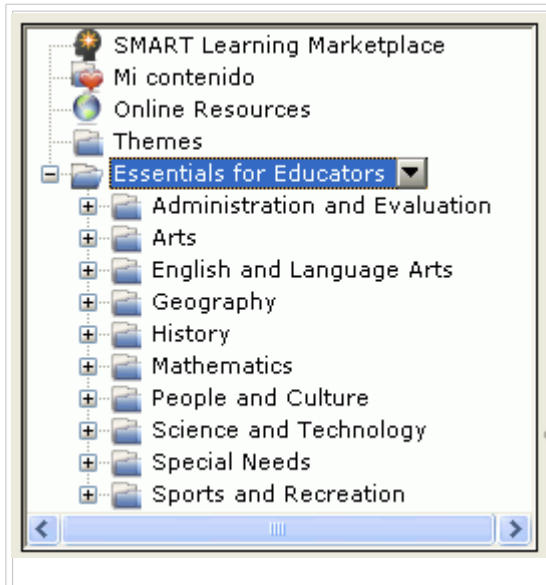 SMART Learning Marketplace
Mi contenido
Online Resources
Themes
Essentials for Educators
Administration and Evaluation
Arts
English and Language Arts
Geography
History
Mathematics
People and Culture
Science and Technology
Special Needs
Sports and Recreation